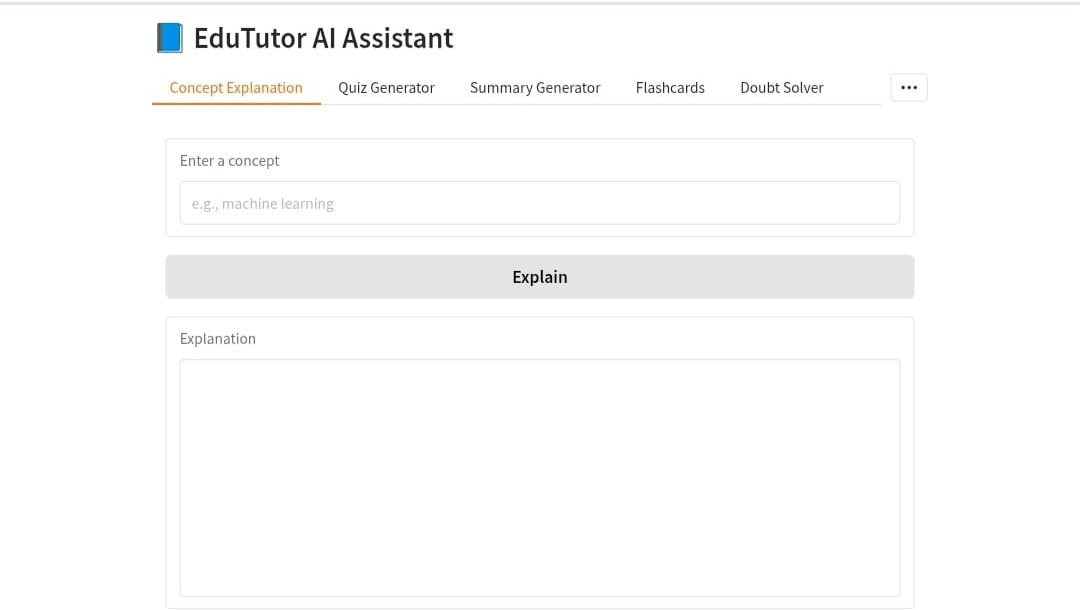 📘 EduTutor AI Assistant
Concept Explanation Quiz Generator Summary Generator Flashcards Doubt Solver ...
Enter a concept
e.g., machine learning
Explain
Explanation